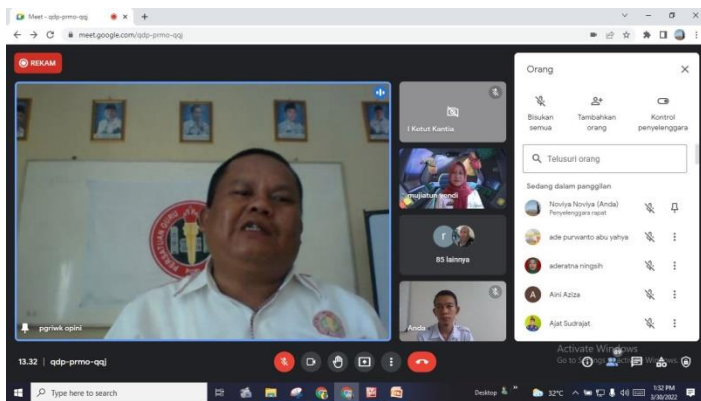 Meet - qdp-prmo-qqj
meet.google.com/qdp-prmo-qqj
REKAM
PERSATUAN GURU
pgriwk opini
I Ketut Kantia
mujiatun yondi
r
85 lainnya
Anda
Orang
Bisukan semua
Tambahkan orang
Kontrol penyelenggara
Telusuri orang
Sedang dalam panggilan
Noviya Noviya (Anda)
Penyelenggara rapat
ade purwanto abu yahya
aderatna ningsih
A
Aini Aziza
Ajat Sudrajat
Activate Windows
13.32 | qdp-prmo-qqj
Type here to search
Desktop
32°C
1:32 PM
3/30/2022